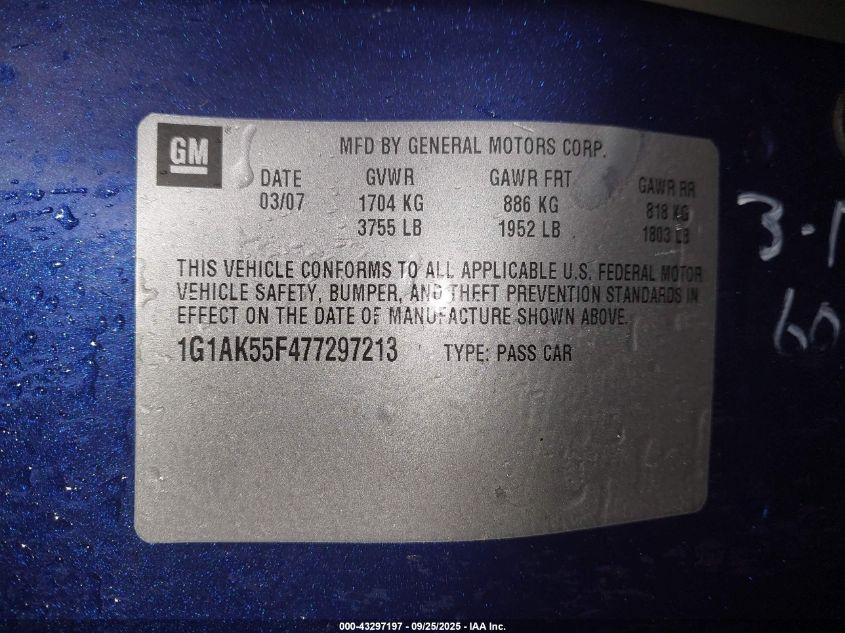 GM
MFD BY GENERAL MOTORS CORP.
DATE GVWR GAWR FRT GAWR RR
03/07 1704 KG 886 KG 818 KG
3755 LB 1952 LB 1803 LB
THIS VEHICLE CONFORMS TO ALL APPLICABLE U.S. FEDERAL MOTOR
VEHICLE SAFETY, BUMPER, AND THEFT PREVENTION STANDARDS IN
EFFECT ON THE DATE OF MANUFACTURE SHOWN ABOVE.
1G1AK55F477297213 TYPE: PASS CAR
000-43297197 - 09/25/2025 - IAA Inc.